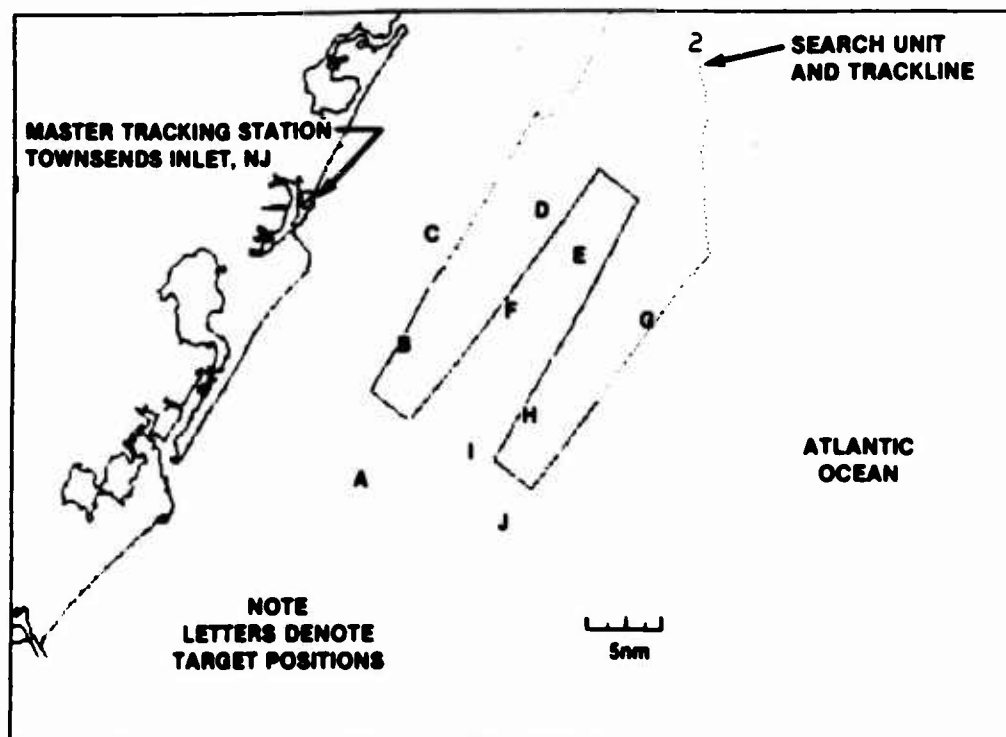 2
SEARCH UNIT
AND TRACKLINE
MASTER TRACKING STATION
TOWNSENDS INLET, NJ
D
C
E
F
G
B
H
I
A
J
ATLANTIC
OCEAN
NOTE
LETTERS DENOTE
TARGET POSITIONS
5nm